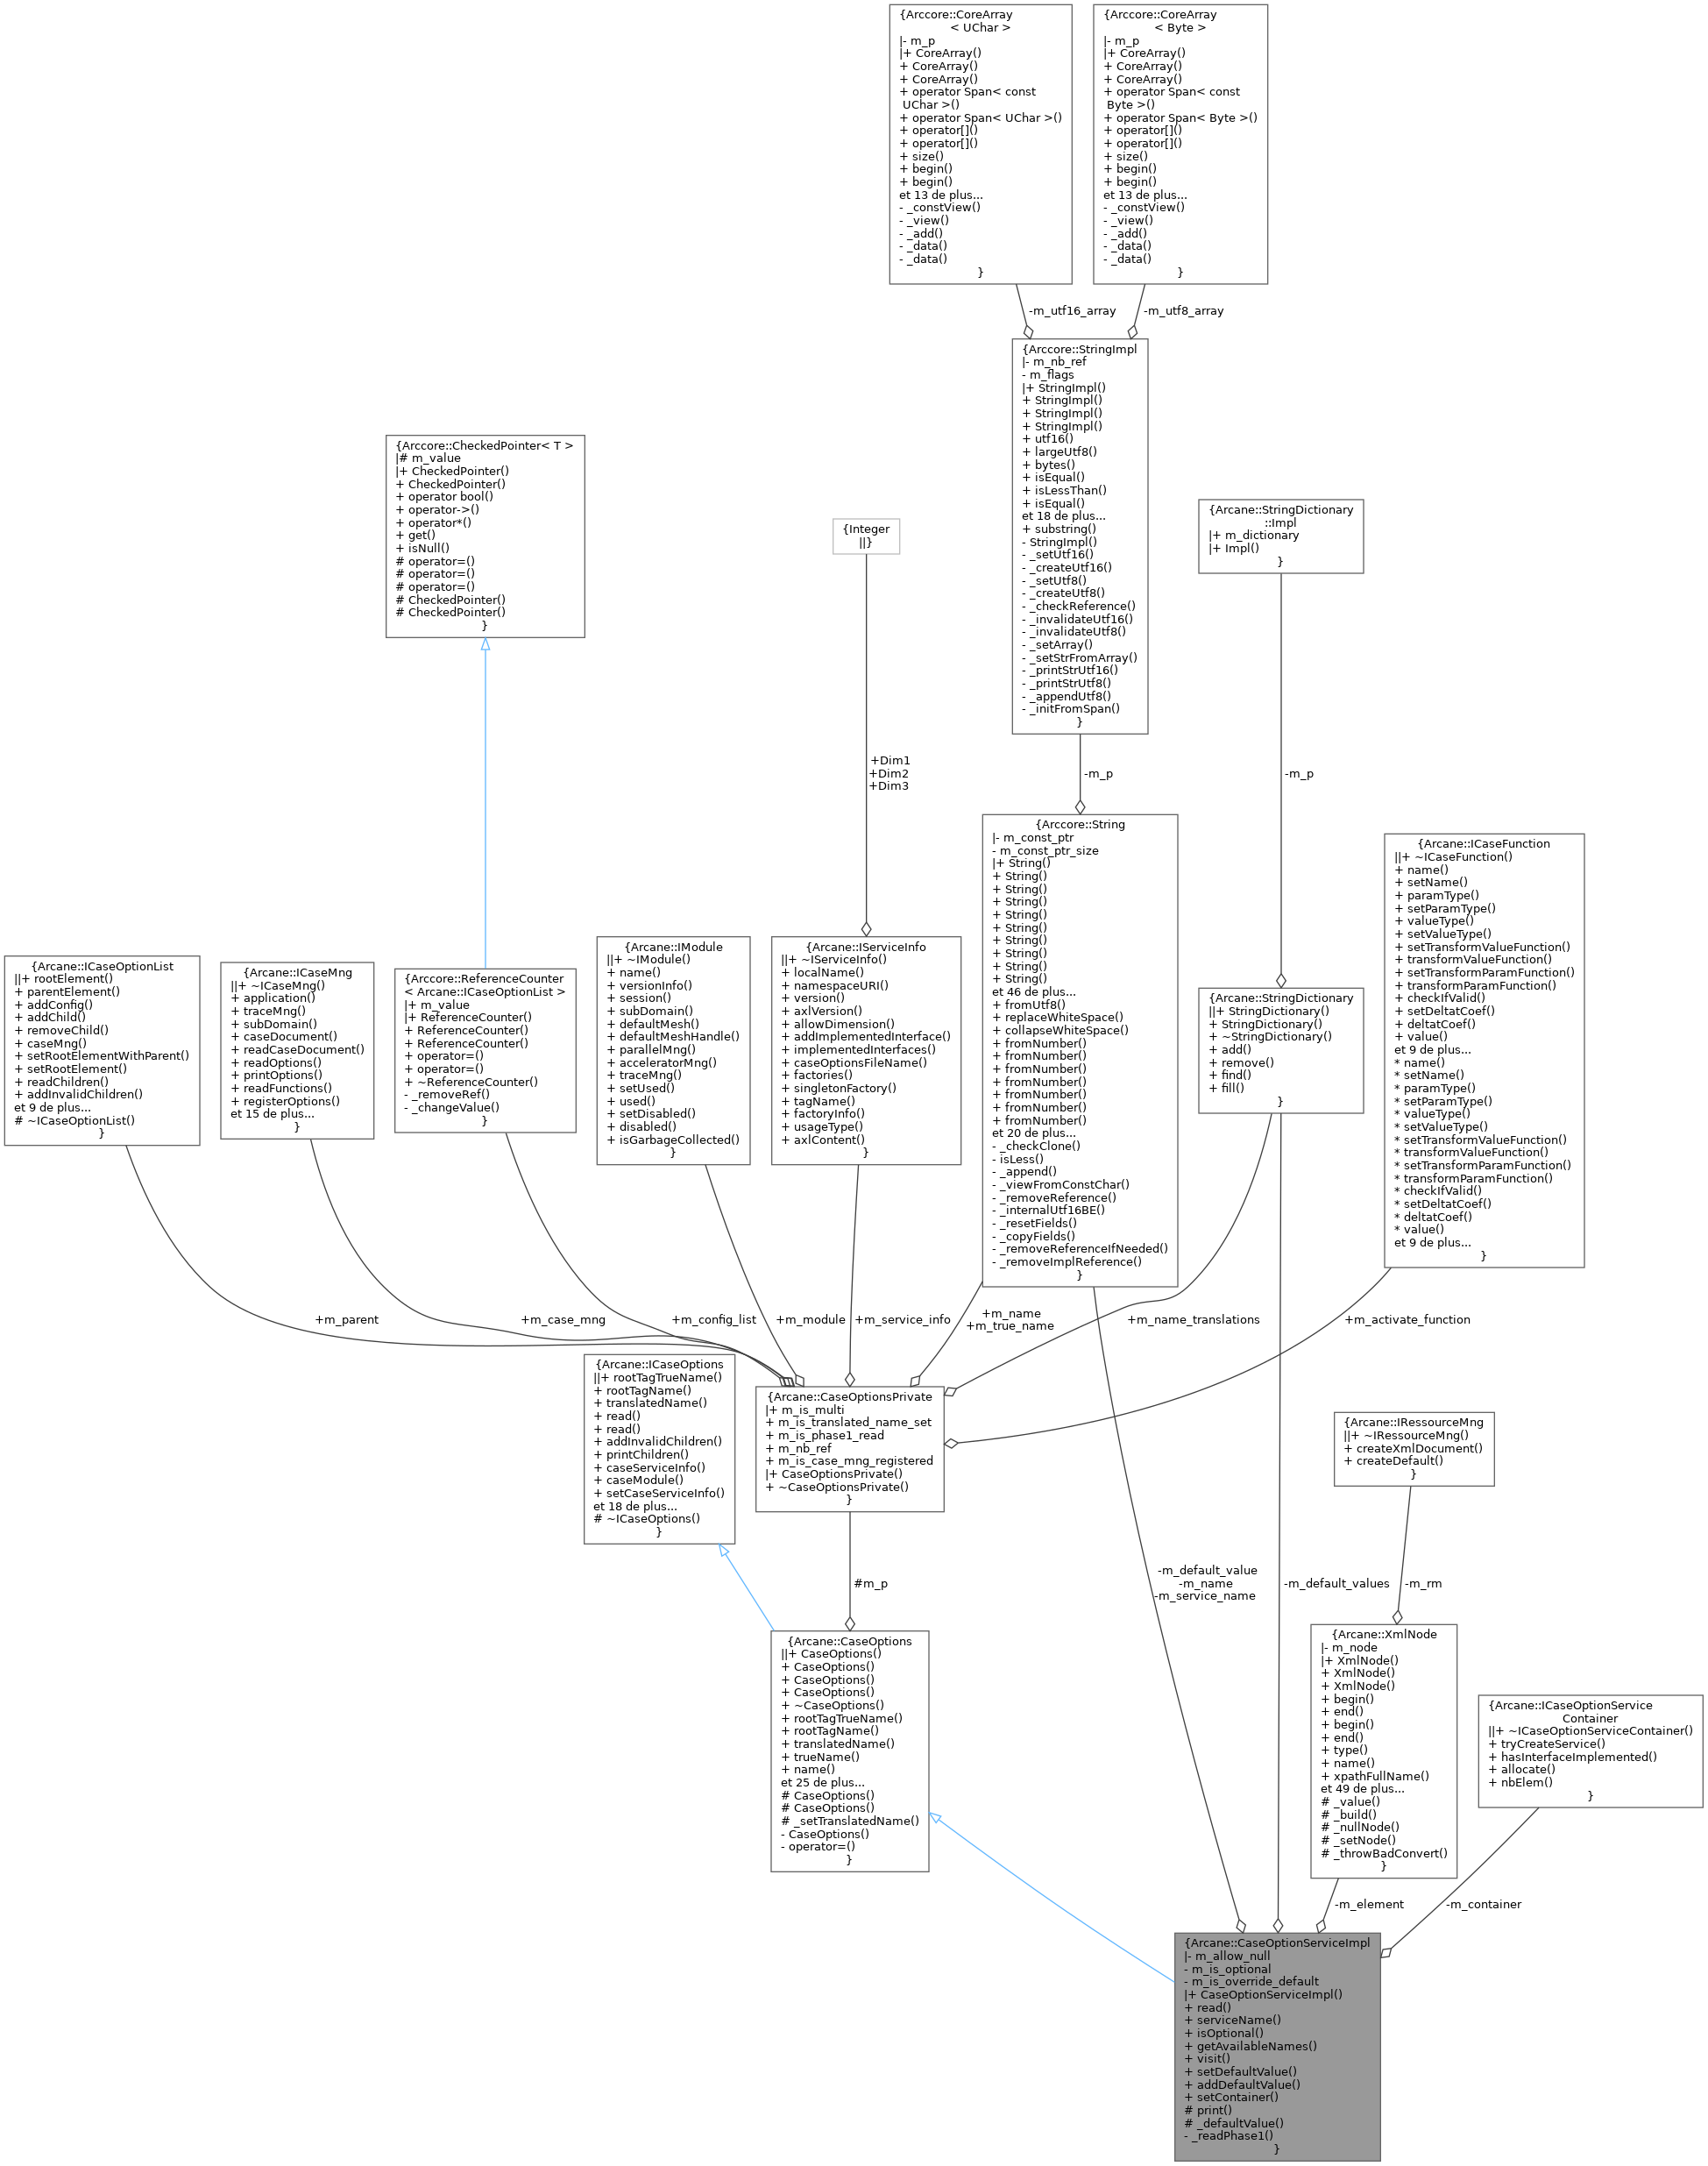 {Arccore::CoreArray
< UChar >
|- m_p
|+ CoreArray()
+ CoreArray()
+ CoreArray()
+ operator Span< const
UChar >()
+ operator Span< UChar >()
+ operator[]()
+ operator[]()
+ size()
+ begin()
+ begin()
et 13 de plus...
- _constView()
- _view()
- _add()
- _data()
- _data()
}
{Arccore::CoreArray
< Byte >
|- m_p
|+ CoreArray()
+ CoreArray()
+ CoreArray()
+ operator Span< const
Byte >()
+ operator Span< Byte >()
+ operator[]()
+ operator[]()
+ size()
+ begin()
+ begin()
et 13 de plus...
- _constView()
- _view()
- _add()
- _data()
- _data()
}
-m_utf16_array
-m_utf8_array
{Arccore::StringImpl
|- m_nb_ref
- m_flags
|+ StringImpl()
+ StringImpl()
+ StringImpl()
+ StringImpl()
+ utf16()
+ largeUtf8()
+ bytes()
+ isEqual()
+ isLessThan()
+ isEqual()
et 18 de plus...
+ substring()
- StringImpl()
- _setUtf16()
- _createUtf16()
- _setUtf8()
- _createUtf8()
- _checkReference()
- _invalidateUtf16()
- _invalidateUtf8()
- _setArray()
- _setStrFromArray()
- _printStrUtf16()
- _printStrUtf8()
- _appendUtf8()
- _initFromSpan()
}
{Arccore::CheckedPointer< T >
|# m_value
|+ CheckedPointer()
+ CheckedPointer()
+ operator bool()
+ operator->()
+ operator*()
+ get()
+ isNull()
# operator=()
# operator=()
# operator=()
# CheckedPointer()
# CheckedPointer()
}
{Integer
||}
{Arcane::StringDictionary
::Impl
|+ m_dictionary
|+ Impl()
}
+Dim1
+Dim2
+Dim3
-m_p
-m_p
{Arcane::ICaseOptionList
||+ rootElement()
+ parentElement()
+ addConfig()
+ addChild()
+ removeChild()
+ caseMng()
+ setRootElementWithParent()
+ setRootElement()
+ readChildren()
+ addInvalidChildren()
et 9 de plus...
# ~ICaseOptionList()
}
{Arcane::ICaseMng
||+ ~ICaseMng()
+ application()
+ traceMng()
+ subDomain()
+ caseDocument()
+ readCaseDocument()
+ readOptions()
+ printOptions()
+ readFunctions()
+ registerOptions()
et 15 de plus...
}
{Arccore::ReferenceCounter
< Arcane::ICaseOptionList >
|+ m_value
|+ ReferenceCounter()
+ ReferenceCounter()
+ ReferenceCounter()
+ operator=()
+ operator=()
+ ~ReferenceCounter()
- _removeRef()
- _changeValue()
}
{Arcane::IModule
||+ ~IModule()
+ name()
+ versionInfo()
+ session()
+ subDomain()
+ defaultMesh()
+ defaultMeshHandle()
+ parallelMng()
+ acceleratorMng()
+ traceMng()
+ setUsed()
+ used()
+ setDisabled()
+ disabled()
+ isGarbageCollected()
}
{Arcane::IServiceInfo
||+ ~IServiceInfo()
+ localName()
+ namespaceURI()
+ version()
+ axlVersion()
+ allowDimension()
+ addImplementedInterface()
+ implementedInterfaces()
+ caseOptionsFileName()
+ factories()
+ singletonFactory()
+ tagName()
+ factoryInfo()
+ usageType()
+ axlContent()
}
{Arccore::String
|- m_const_ptr
- m_const_ptr_size
|+ String()
+ String()
+ String()
+ String()
+ String()
+ String()
+ String()
+ String()
+ String()
+ String()
et 46 de plus...
+ fromUtf8()
+ replaceWhiteSpace()
+ collapseWhiteSpace()
+ fromNumber()
+ fromNumber()
+ fromNumber()
+ fromNumber()
+ fromNumber()
+ fromNumber()
+ fromNumber()
et 20 de plus...
- _checkClone()
- isLess()
- _append()
- _viewFromConstChar()
- _removeReference()
- _internalUtf16BE()
- _resetFields()
- _copyFields()
- _removeReferenceIfNeeded()
- _removeImplReference()
}
{Arcane::StringDictionary
||+ StringDictionary()
+ StringDictionary()
+ ~StringDictionary()
+ add()
+ remove()
+ find()
+ fill()
}
{Arcane::ICaseFunction
||+ ~ICaseFunction()
+ name()
+ setName()
+ paramType()
+ setParamType()
+ valueType()
+ setValueType()
+ setTransformValueFunction()
+ transformValueFunction()
+ setTransformParamFunction()
+ transformParamFunction()
+ checkIfValid()
+ setDeltatCoef()
+ deltatCoef()
+ value()
et 9 de plus...
* name()
* setName()
* paramType()
* setParamType()
* valueType()
* setValueType()
* setTransformValueFunction()
* transformValueFunction()
* setTransformParamFunction()
* transformParamFunction()
* checkIfValid()
* setDeltatCoef()
* deltatCoef()
* value()
et 9 de plus...
}
+m_parent
+m_case_mng
+m_config_list
+m_module
+m_service_info
+m_name
+m_true_name
+m_name_translations
+m_activate_function
{Arcane::ICaseOptions
||+ rootTagTrueName()
+ rootTagName()
+ translatedName()
+ read()
+ read()
+ addInvalidChildren()
+ printChildren()
+ caseServiceInfo()
+ caseModule()
+ setCaseServiceInfo()
et 18 de plus...
# ~ICaseOptions()
}
{Arcane::CaseOptionsPrivate
|+ m_is_multi
+ m_is_translated_name_set
+ m_is_phase1_read
+ m_nb_ref
+ m_is_case_mng_registered
|+ CaseOptionsPrivate()
+ ~CaseOptionsPrivate()
}
{Arcane::IRessourceMng
||+ ~IRessourceMng()
+ createXmlDocument()
+ createDefault()
}
#m_p
-m_default_value
-m_name
-m_service_name
-m_default_values
-m_rm
{Arcane::CaseOptions
||+ CaseOptions()
+ CaseOptions()
+ CaseOptions()
+ CaseOptions()
+ ~CaseOptions()
+ rootTagTrueName()
+ rootTagName()
+ translatedName()
+ trueName()
+ name()
et 25 de plus...
# CaseOptions()
# CaseOptions()
# _setTranslatedName()
- CaseOptions()
- operator=()
}
{Arcane::XmlNode
|- m_node
|+ XmlNode()
+ XmlNode()
+ XmlNode()
+ begin()
+ end()
+ begin()
+ end()
+ type()
+ name()
+ xpathFullName()
et 49 de plus...
# _value()
# _build()
# _nullNode()
# _setNode()
# _throwBadConvert()
}
{Arcane::ICaseOptionService
Container
||+ ~ICaseOptionServiceContainer()
+ tryCreateService()
+ hasInterfaceImplemented()
+ allocate()
+ nbElem()
}
-m_element
-m_container
{Arcane::CaseOptionServiceImpl
|- m_allow_null
- m_is_optional
- m_is_override_default
|+ CaseOptionServiceImpl()
+ read()
+ serviceName()
+ isOptional()
+ getAvailableNames()
+ visit()
+ setDefaultValue()
+ addDefaultValue()
+ setContainer()
# print()
# _defaultValue()
- _readPhase1()
}